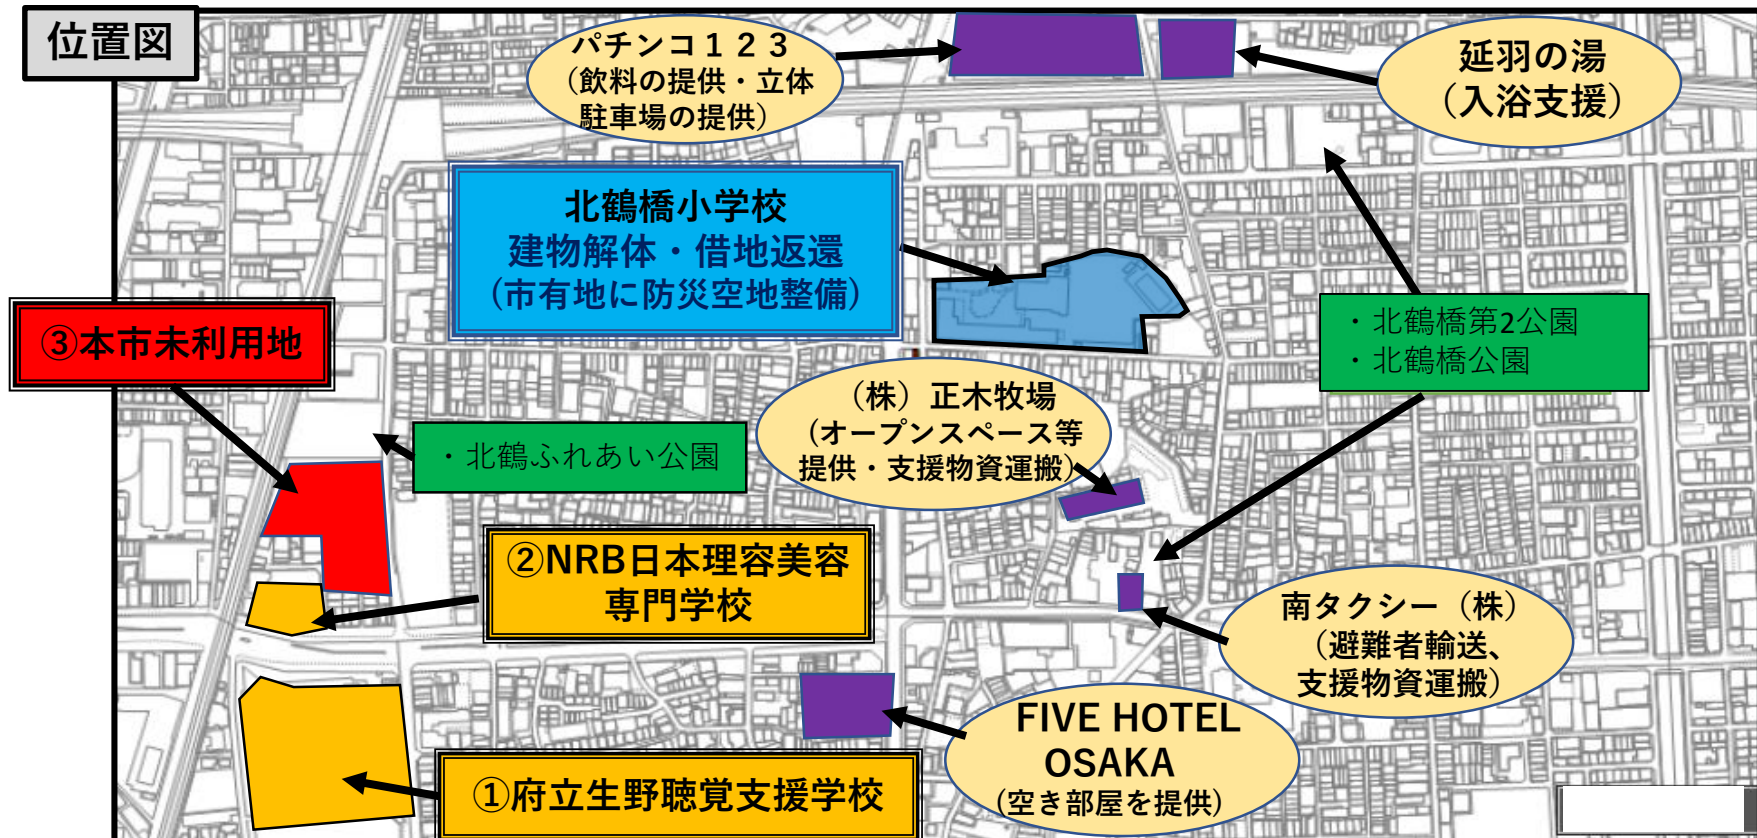 位置図
パチンコ１２３
（飲料の提供・立体
駐車場の提供）
延羽の湯
（入浴支援）
北鶴橋小学校
建物解体・借地返還
（市有地に防災空地整備）
③本市未利用地
・北鶴橋第2公園
・北鶴橋公園
（株）正木牧場
（オープンスペース等
提供・支援物資運搬）
・北鶴ふれあい公園
②NRB日本理容美容
専門学校
南タクシー（株）
（避難者輸送、
支援物資運搬）
FIVE HOTEL
OSAKA
（空き部屋を提供）
①府立生野聴覚支援学校